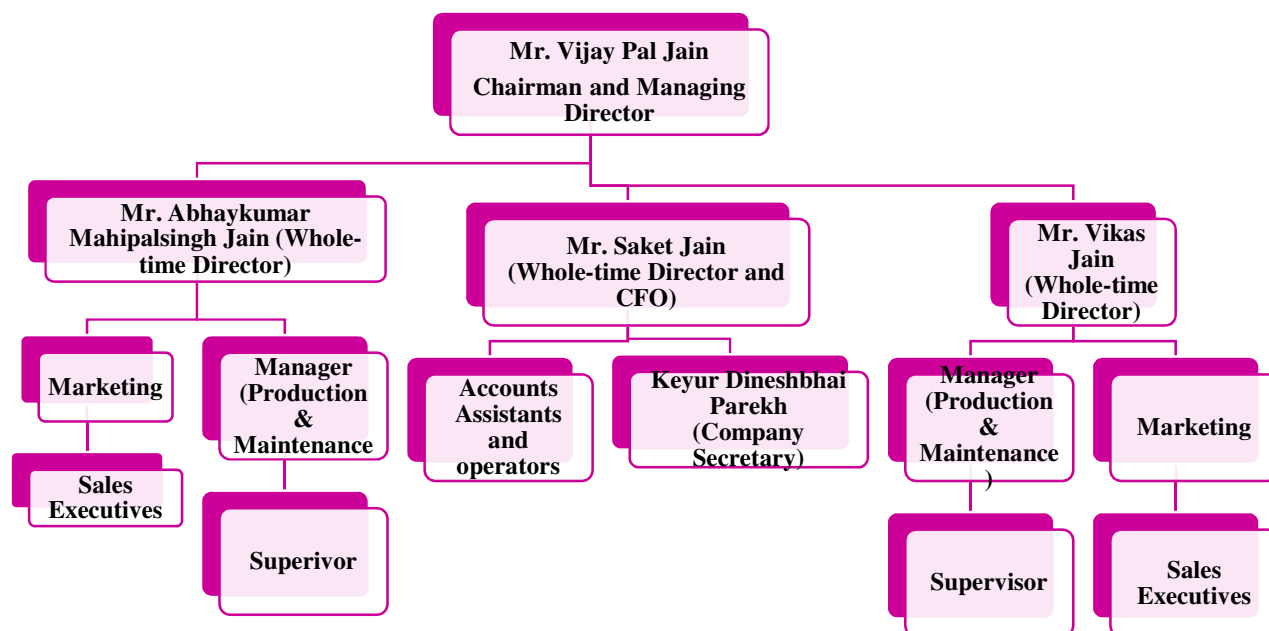 Mr. Vijay Pal Jain
Chairman and Managing
Director
Mr. Abhaykumar
Mahipalsingh Jain (Whole-
time Director)
Mr. Saket Jain
(Whole-time Director and
CFO)
Mr. Vikas
Jain
(Whole-time
Director)
Marketing
Manager
(Production
&
Maintenance
Accounts
Assistants
and
operators
Keyur Dineshbhai
Parekh
(Company
Secretary)
Manager
(Production
&
Maintenance
)
Marketing
Sales
Executives
Superivor
Supervisor
Sales
Executives